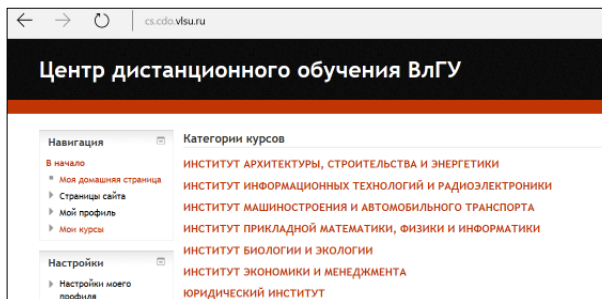 cs.cdo.vlsu.ru
Центр дистанционного обучения ВлГУ
Навигация
В начало
Моя домашняя страница
Страницы сайта
Мой профиль
Мои курсы
Настройки
Настройки моего
профиля
Категории курсов
ИНСТИТУТ АРХИТЕКТУРЫ, СТРОИТЕЛЬСТВА И ЭНЕРГЕТИКИ
ИНСТИТУТ ИНФОРМАЦИОННЫХ ТЕХНОЛОГИЙ И РАДИОЭЛЕКТРОНИКИ
ИНСТИТУТ МАШИНОСТРОЕНИЯ И АВТОМОБИЛЬНОГО ТРАНСПОРТА
ИНСТИТУТ ПРИКЛАДНОЙ МАТЕМАТИКИ, ФИЗИКИ И ИНФОРМАТИКИ
ИНСТИТУТ БИОЛОГИИ И ЭКОЛОГИИ
ИНСТИТУТ ЭКОНОМИКИ И МЕНЕДЖМЕНТА
ЮРИДИЧЕСКИЙ ИНСТИТУТ